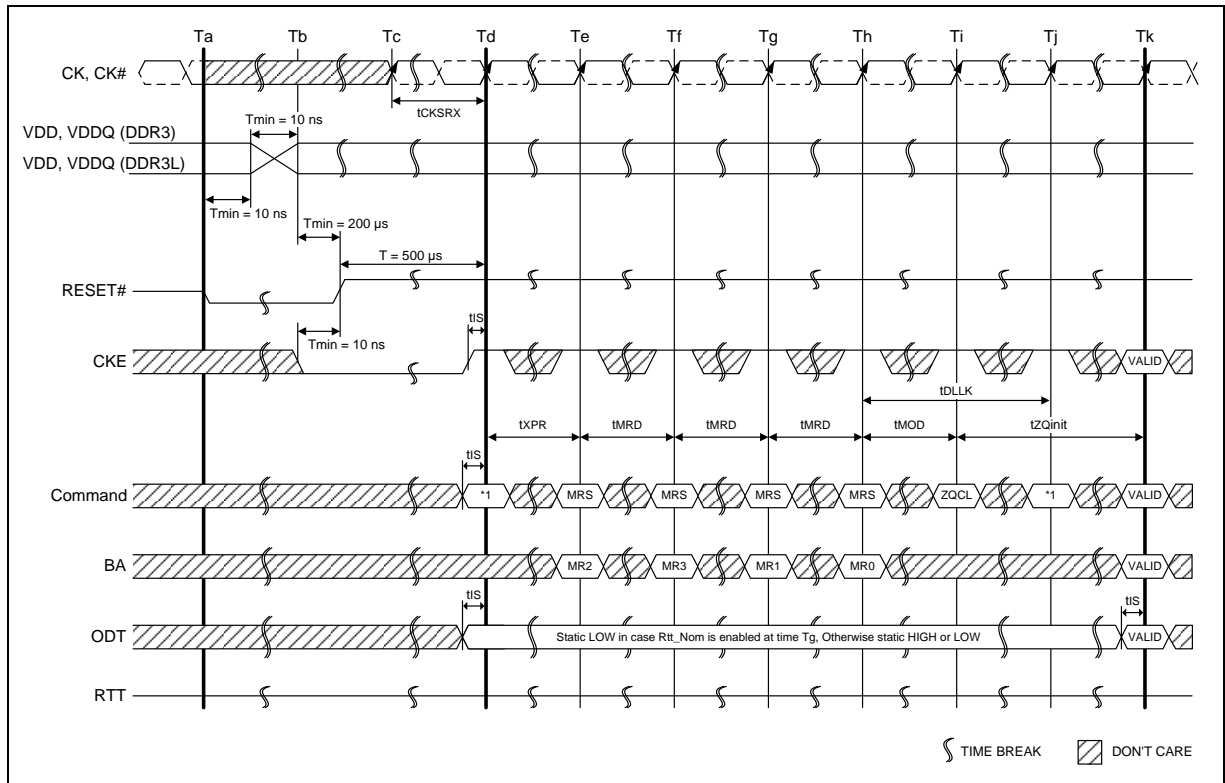 Ta Tb Tc Td Te Tf Tg Th Ti Tj Tk
CK, CK#
tCKSRX
Tmin = 10 ns
VDD, VDDQ (DDR3)
VDD, VDDQ (DDR3L)
Tmin = 10 ns
Tmin = 200 µs
T = 500 µs
RESET#
tIS
Tmin = 10 ns
CKE VALID
tDLLK
tXPR tMRD tMRD tMRD tMOD tZQinit
tIS
Command *1 MRS MRS MRS MRS ZQCL *1 VALID
BA MR2 MR3 MR1 MR0 VALID
tIS tIS
ODT Static LOW in case Rtt_Nom is enabled at time Tg, Otherwise static HIGH or LOW VALID
RTT
TIME BREAK DON'T CARE